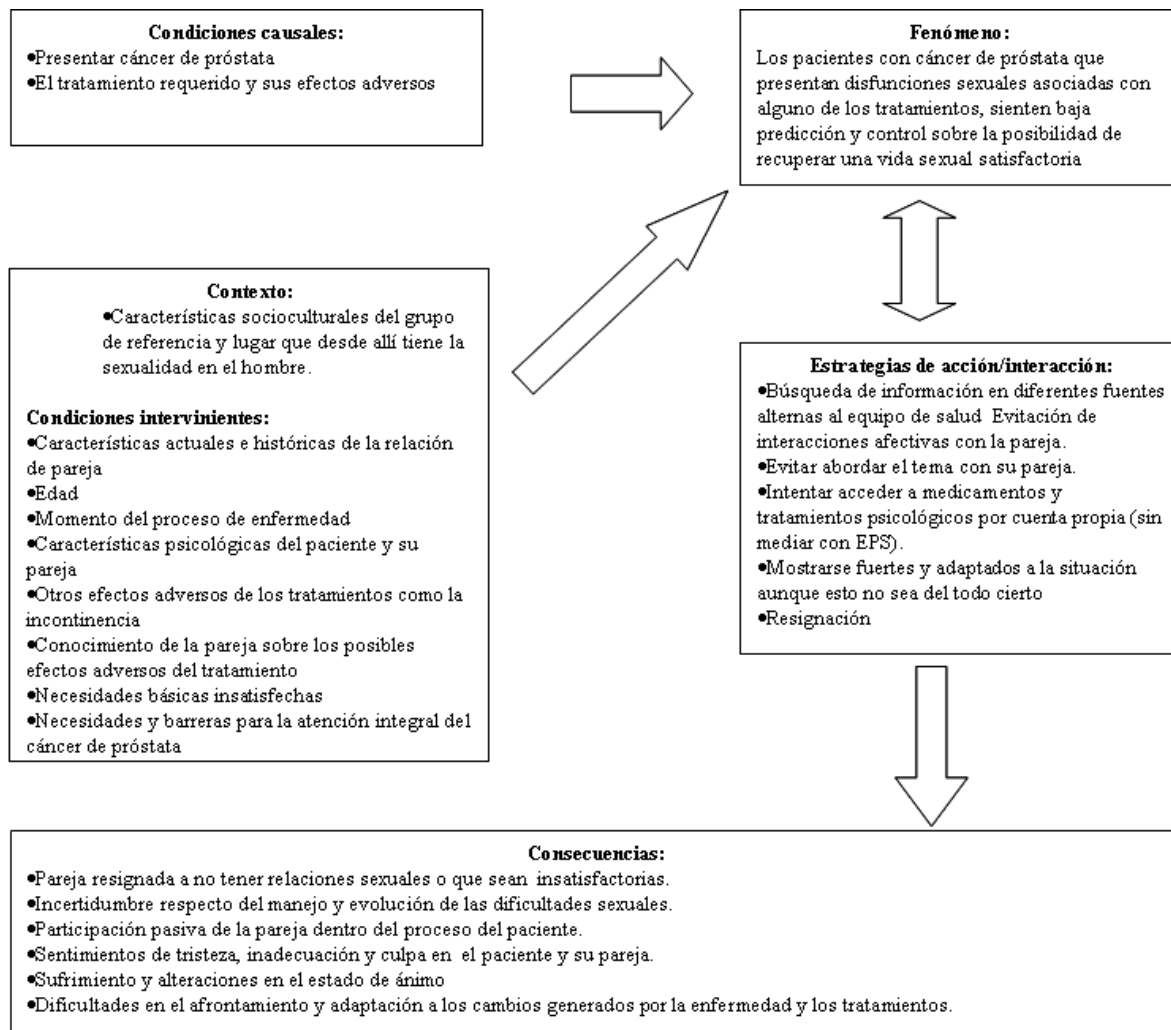 Condiciones causales:
•Presentar cáncer de próstata
•El tratamiento requerido y sus efectos adversos
Fenómeno:
Los pacientes con cáncer de próstata que
presentan disfunciones sexuales asociadas con
alguno de los tratamientos, sienten baja
predicción y control sobre la posibilidad de
recuperar una vida sexual satisfactoria
Contexto:
•Características socioculturales del grupo
de referencia y lugar que desde allí tiene la
sexualidad en el hombre.
Condiciones intervinientes:
•Características actuales e históricas de la relación
de pareja
•Edad
•Momento del proceso de enfermedad
•Características psicológicas del paciente y su
pareja
•Otros efectos adversos de los tratamientos como la
incontinencia
•Conocimiento de la pareja sobre los posibles
efectos adversos del tratamiento
•Necesidades básicas insatisfechas
•Necesidades y barreras para la atención integral del
cáncer de próstata
Estrategias de acción/interacción:
•Búsqueda de información en diferentes fuentes
alternas al equipo de salud Evitación de
interacciones afectivas con la pareja.
•Evitar abordar el tema con su pareja.
•Intentar acceder a medicamentos y
tratamientos psicológicos por cuenta propia (sin
mediar con EPS).
•Mostrarse fuertes y adaptados a la situación
aunque esto no sea del todo cierto
•Resignación
Consecuencias:
•Pareja resignada a no tener relaciones sexuales o que sean insatisfactorias.
•Incertidumbre respecto del manejo y evolución de las dificultades sexuales.
•Participación pasiva de la pareja dentro del proceso del paciente.
•Sentimientos de tristeza, inadecuación y culpa en el paciente y su pareja.
•Sufrimiento y alteraciones en el estado de ánimo
•Dificultades en el afrontamiento y adaptación a los cambios generados por la enfermedad y los tratamientos.